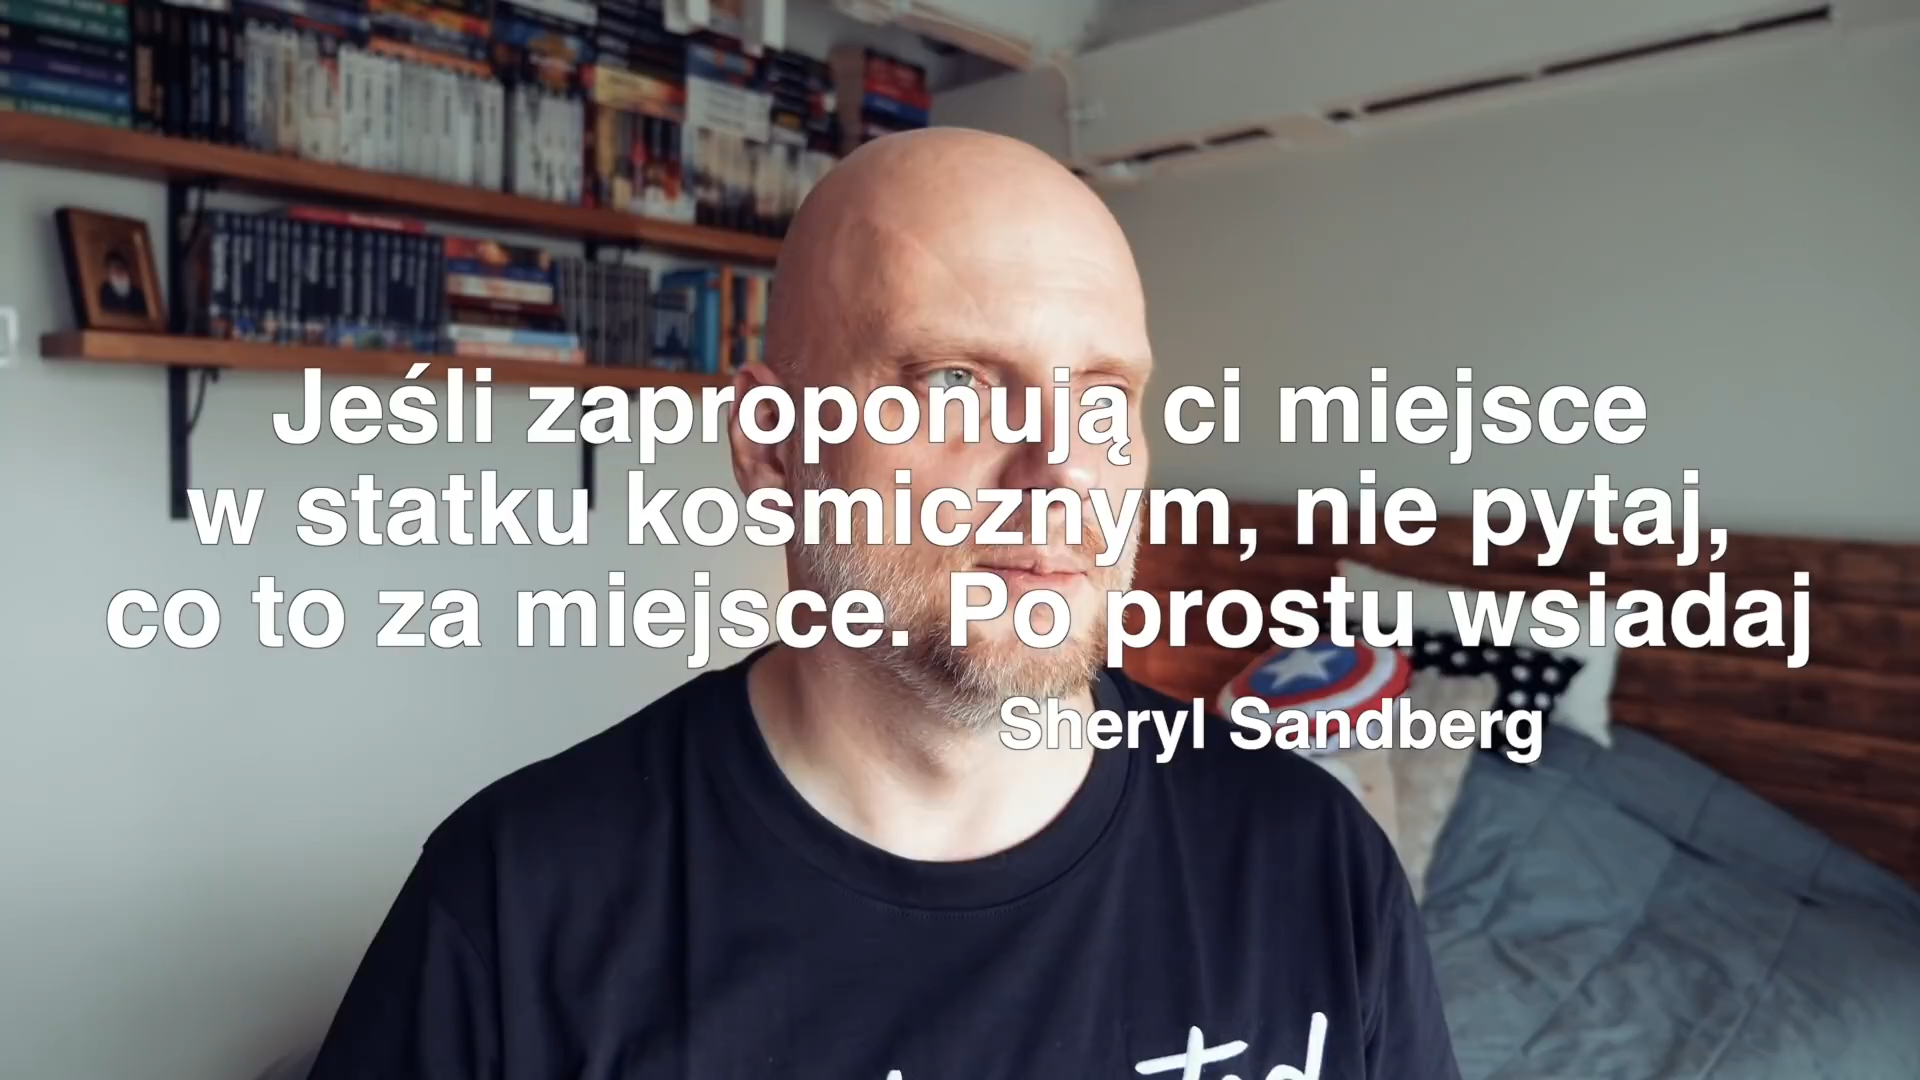 Jeśli zaproponują ci miejsce
w statku kosmicznym, nie pytaj,
co to za miejsce. Po prostu wsiadaj
Sheryl Sandberg